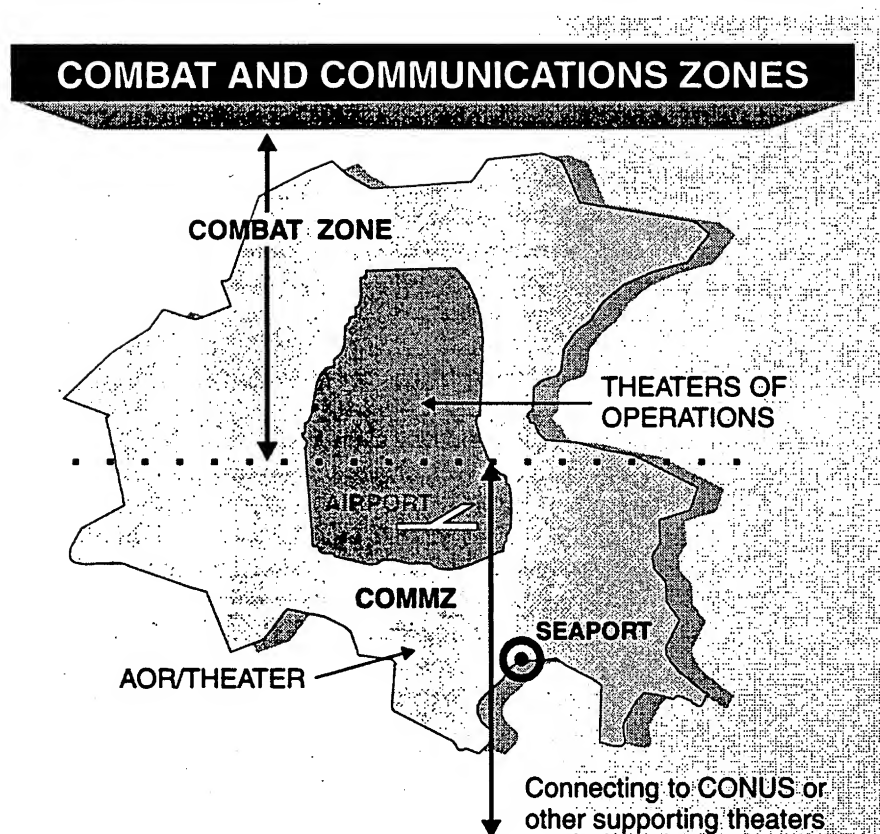 COMBAT AND COMMUNICATIONS ZONES
COMBAT ZONE
THEATERS OF
OPERATIONS
AIRPORT
COMMZ
SEAPORT
AOR/THEATER
Connecting to CONUS or
other supporting theaters